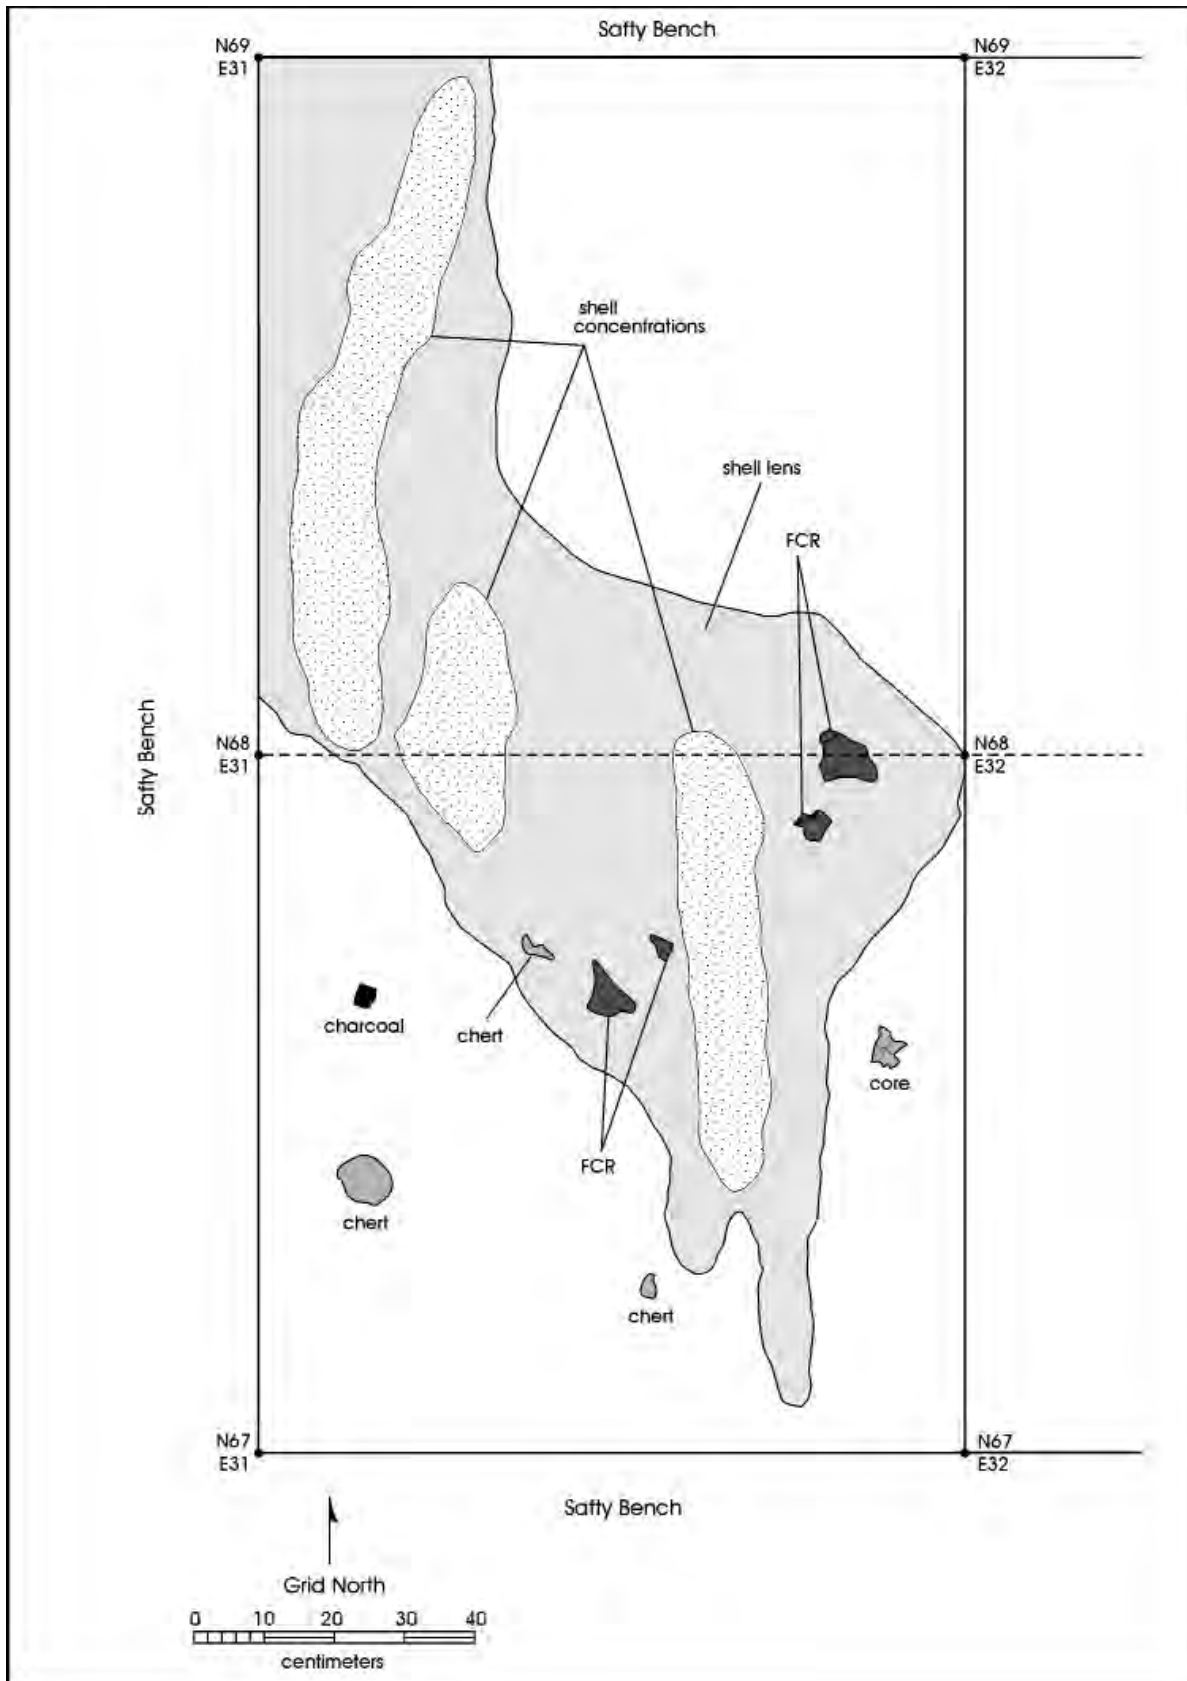 Safty Bench
N69
E31
N69
E32
shell
concentrations
shell lens
FCR
Safty Bench
N68
E31
N68
E32
charcoal
chert
core
FCR
chert
chert
N67
E31
N67
E32
Safty Bench
Grid North
0 10 20 30 40
centimeters